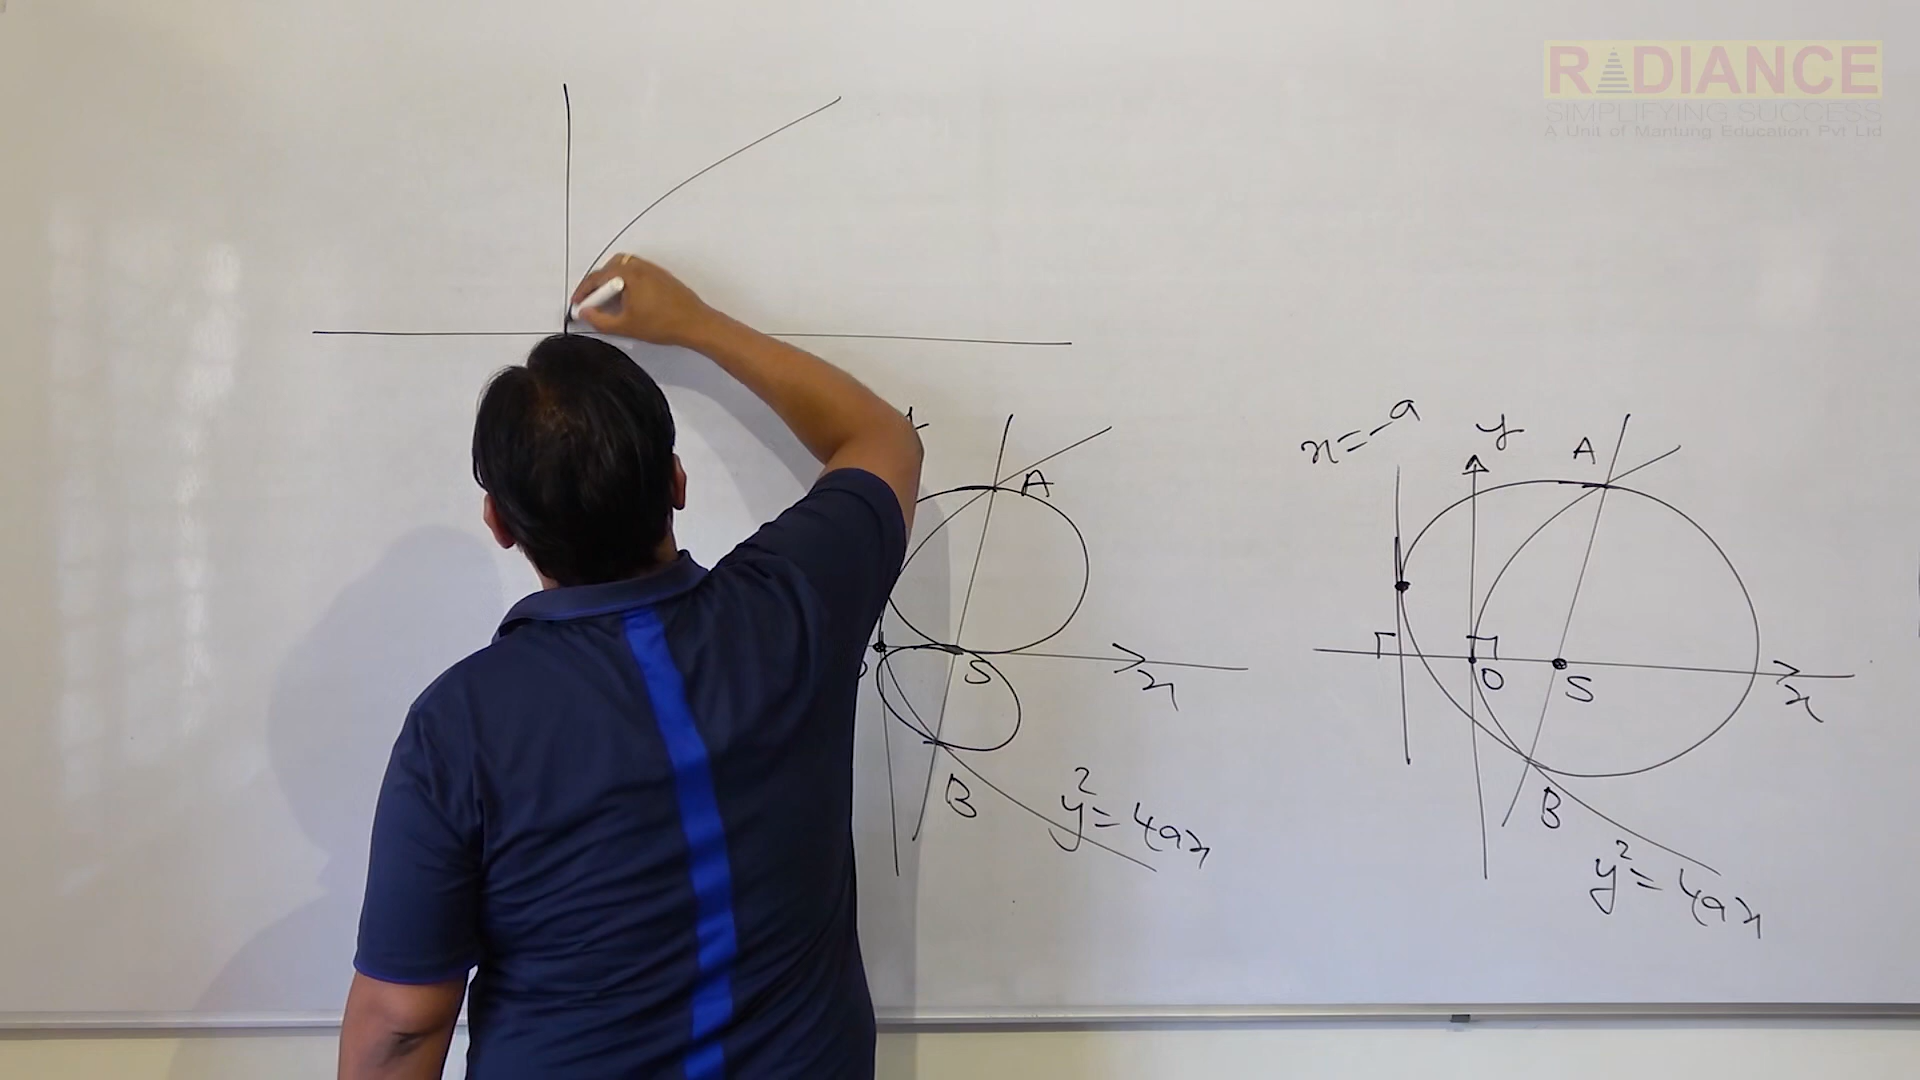 RADIANCE
SIMPLIFYING SUCCESS
A Unit of Mantung Education Pvt Ltd
A
S
x
B
y² = 4ax
x = -a
y
A
O
S
x
B
y² = 4ax